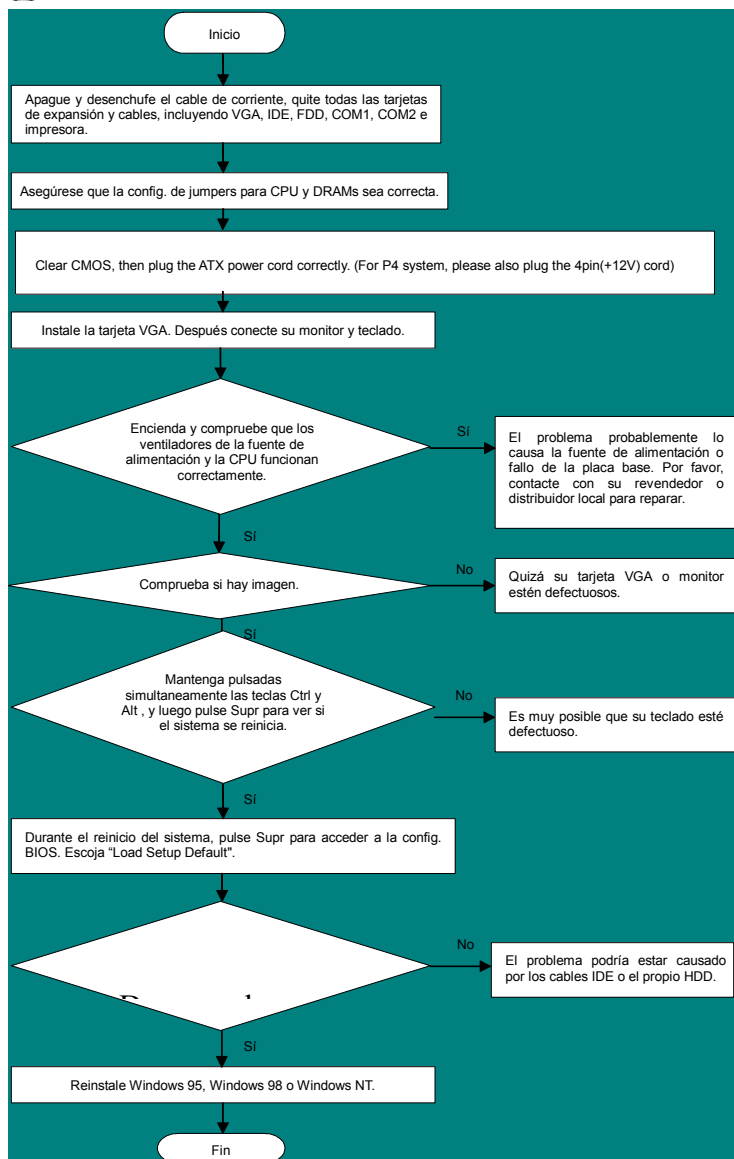 Inicio
Apague y desenchufe el cable de corriente, quite todas las tarjetas
de expansión y cables, incluyendo VGA, IDE, FDD, COM1, COM2 e
impresora.
Asegúrese que la config. de jumpers para CPU y DRAMs sea correcta.
Clear CMOS, then plug the ATX power cord correctly. (For P4 system, please also plug the 4pin(+12V) cord)
Instale la tarjeta VGA. Después conecte su monitor y teclado.
Encienda y compruebe que los
ventiladores de la fuente de
alimentación y la CPU funcionan
correctamente.
Sí
El problema probablemente lo
causa la fuente de alimentación o
fallo de la placa base. Por favor,
contacte con su revendedor o
distribuidor local para reparar.
Sí
Comprueba si hay imagen.
No
Quizá su tarjeta VGA o monitor
estén defectuosos.
Sí
Mantenga pulsadas
simultaneamente las teclas Ctrl y
Alt , y luego pulse Supr para ver si
el sistema se reinicia.
No
Es muy posible que su teclado esté
defectuoso.
Sí
Durante el reinicio del sistema, pulse Supr para acceder a la config.
BIOS. Escoja “Load Setup Default".
No
El problema podría estar causado
por los cables IDE o el propio HDD.
Sí
Reinstale Windows 95, Windows 98 o Windows NT.
Fin